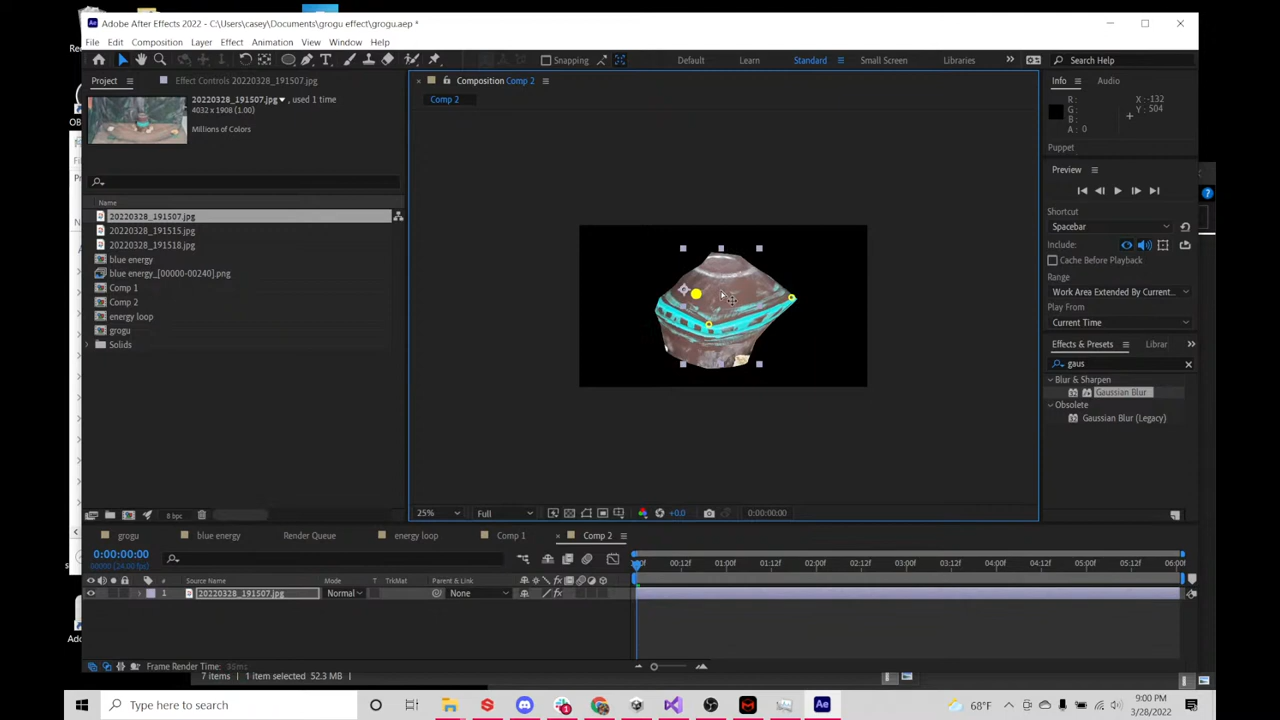 Adobe After Effects 2022 - C:\Users\casey\Documents\grogu effect\grogu.aep *
File Edit Composition Layer Effect Animation View Window Help
Snapping Default Learn Standard Small Screen Libraries Search Help
Project Effect Controls 20220328_191507.jpg
20220328_191507.jpg, used 1 time
4032 x 1908 (1.00)
Millions of Colors
Name
20220328_191507.jpg
20220328_191515.jpg
20220328_191518.jpg
blue energy
blue energy_[00000-00240].png
Comp 1
Comp 2
energy loop
grogu
Solids
8 bpc
Composition Comp 2
Comp 2
25% Full +0.0 0:00:00:00
Info Audio
R: X: -132
G: Y: 504
B:
A: 0
Puppet
Preview
Shortcut
Spacebar
Include:
Cache Before Playback
Range
Work Area Extended By Current...
Play From
Current Time
Effects & Presets Librar
gaus
Blur & Sharpen
Gaussian Blur
Obsolete
Gaussian Blur (Legacy)
grogu blue energy Render Queue energy loop Comp 1 Comp 2
0:00:00:00
00000 (24.00 fps)
00:12f 01:00f 01:12f 02:00f 02:12f 03:00f 03:12f 04:00f 04:12f 05:00f 05:12f 06:00f
# Source Name Mode T TrkMat Parent & Link
1 20220328_191507.jpg Normal None
Frame Render Time: 35ms
7 items 1 item selected 52.3 MB
Type here to search
68°F
9:00 PM
3/28/2022